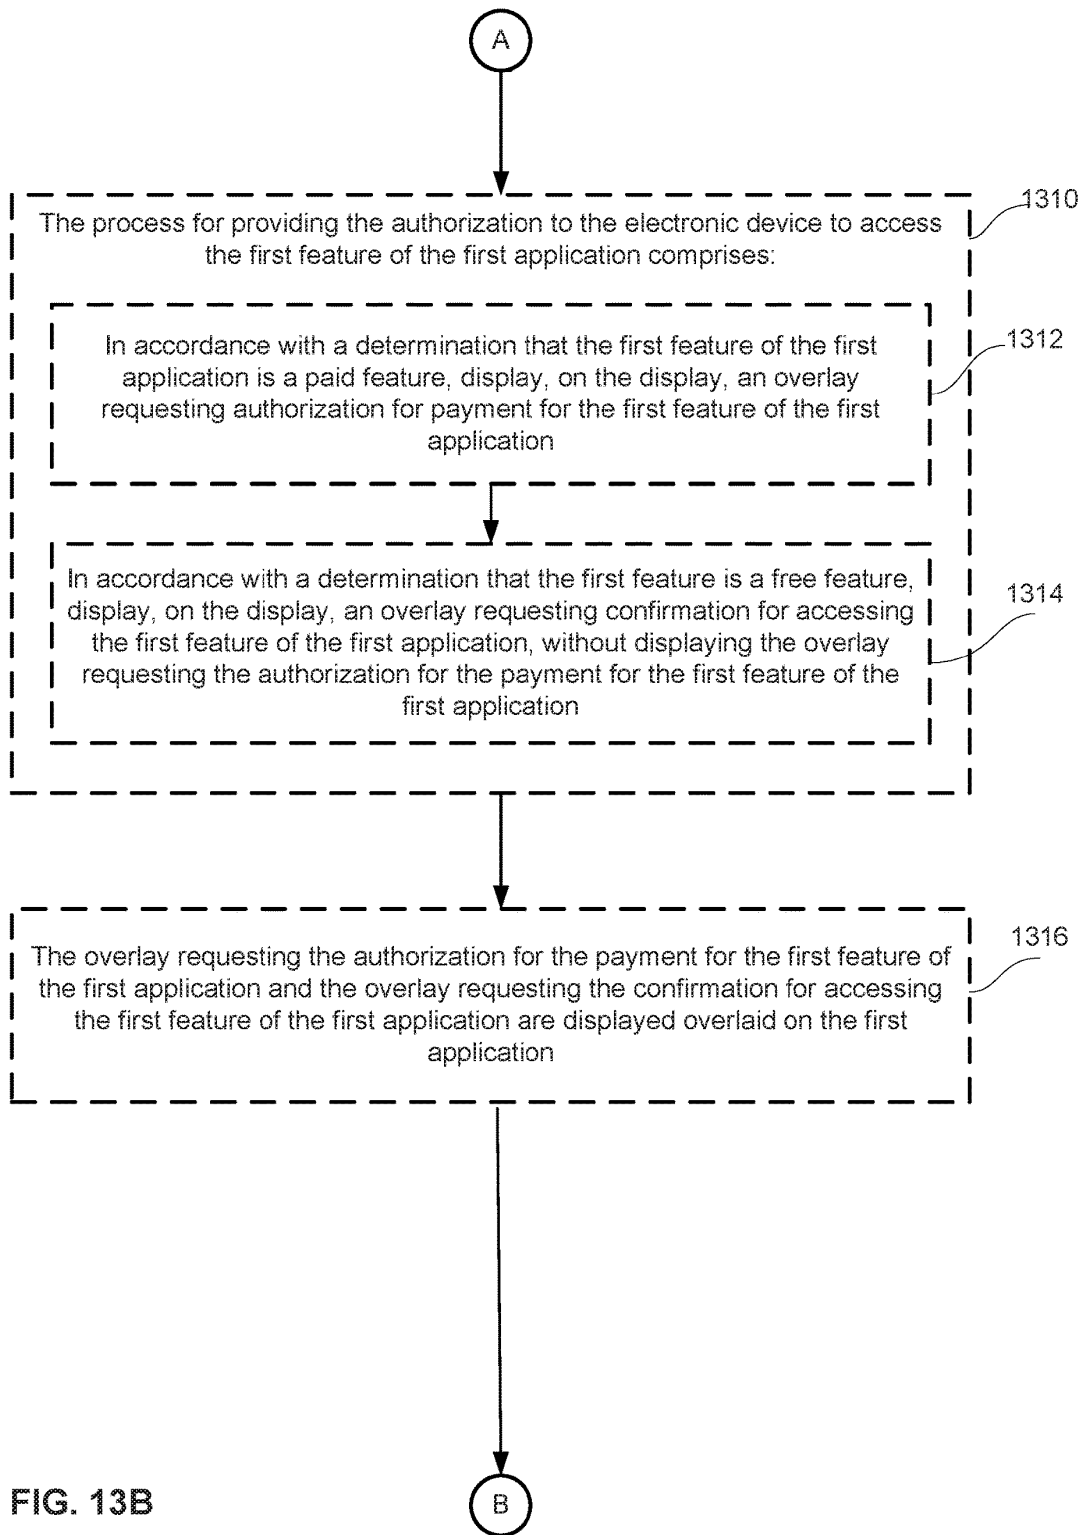 A
1310
The process for providing the authorization to the electronic device to access
the first feature of the first application comprises:
1312
In accordance with a determination that the first feature of the first
application is a paid feature, display, on the display, an overlay
requesting authorization for payment for the first feature of the first
application
1314
In accordance with a determination that the first feature is a free feature,
display, on the display, an overlay requesting confirmation for accessing
the first feature of the first application, without displaying the overlay
requesting the authorization for the payment for the first feature of the
first application
1316
The overlay requesting the authorization for the payment for the first feature of
the first application and the overlay requesting the confirmation for accessing
the first feature of the first application are displayed overlaid on the first
application
FIG. 13B
B